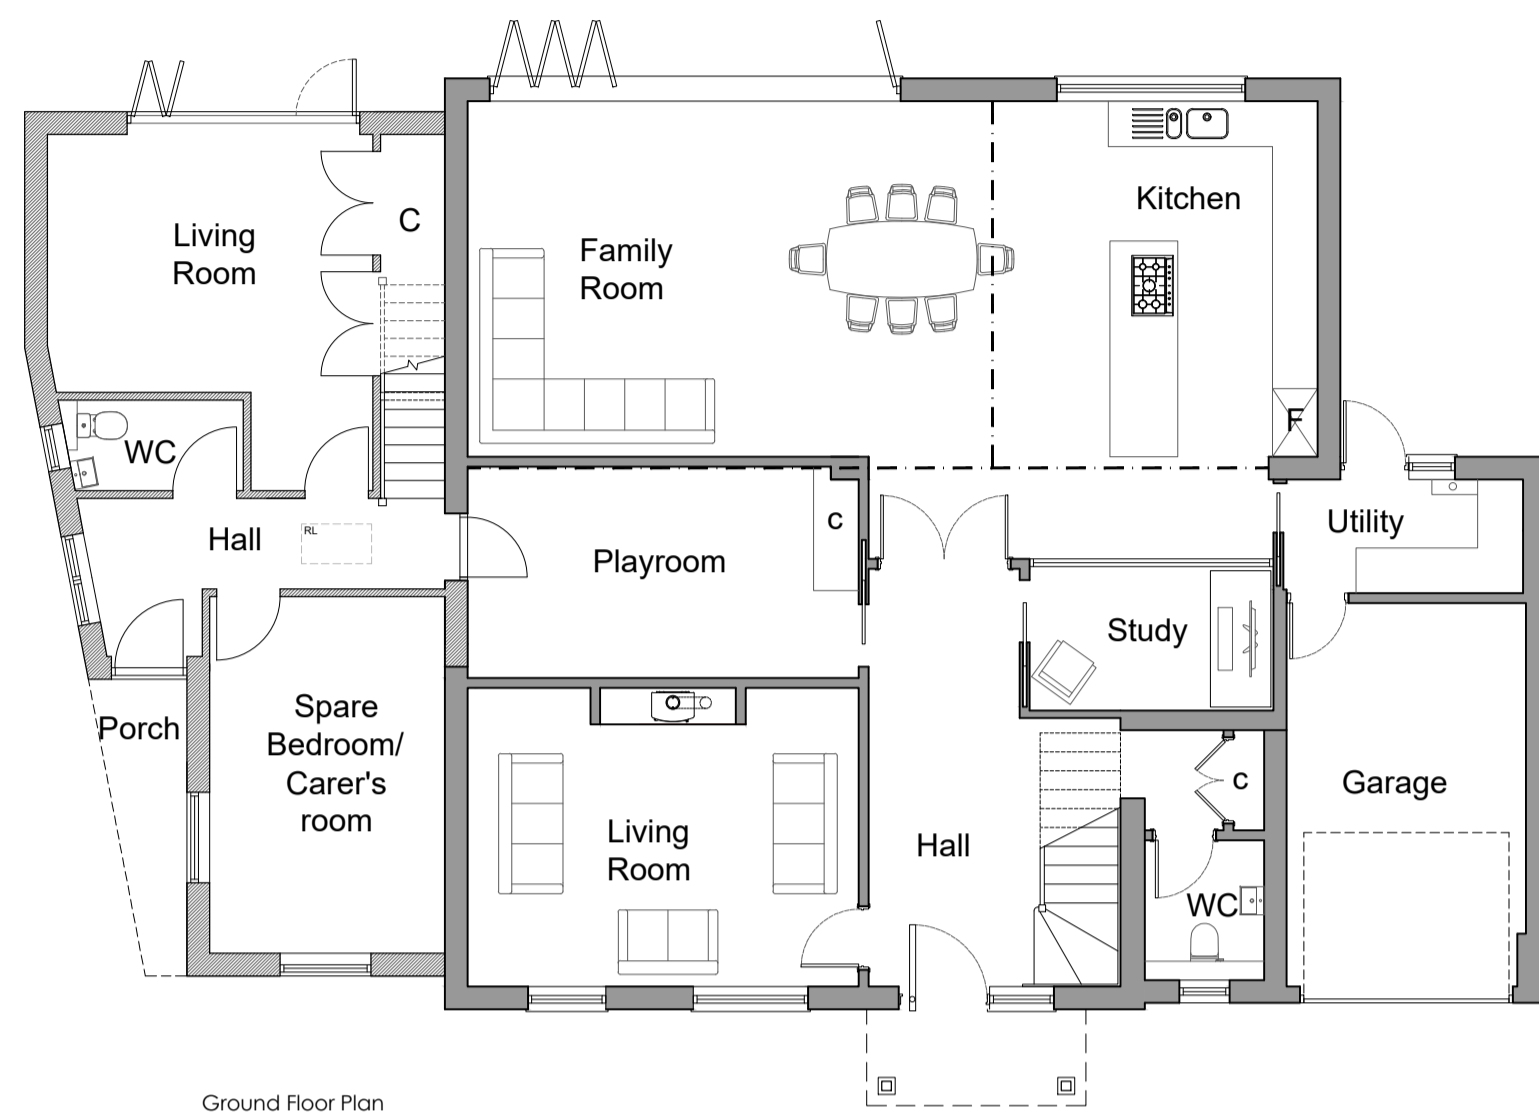 Living
Room
C
Family
Room
Kitchen
F
WC
Hall
RL
Playroom
c
Utility
Study
Porch
Spare
Bedroom/
Carer's
room
Living
Room
Hall
c
WC
Garage
Ground Floor Plan